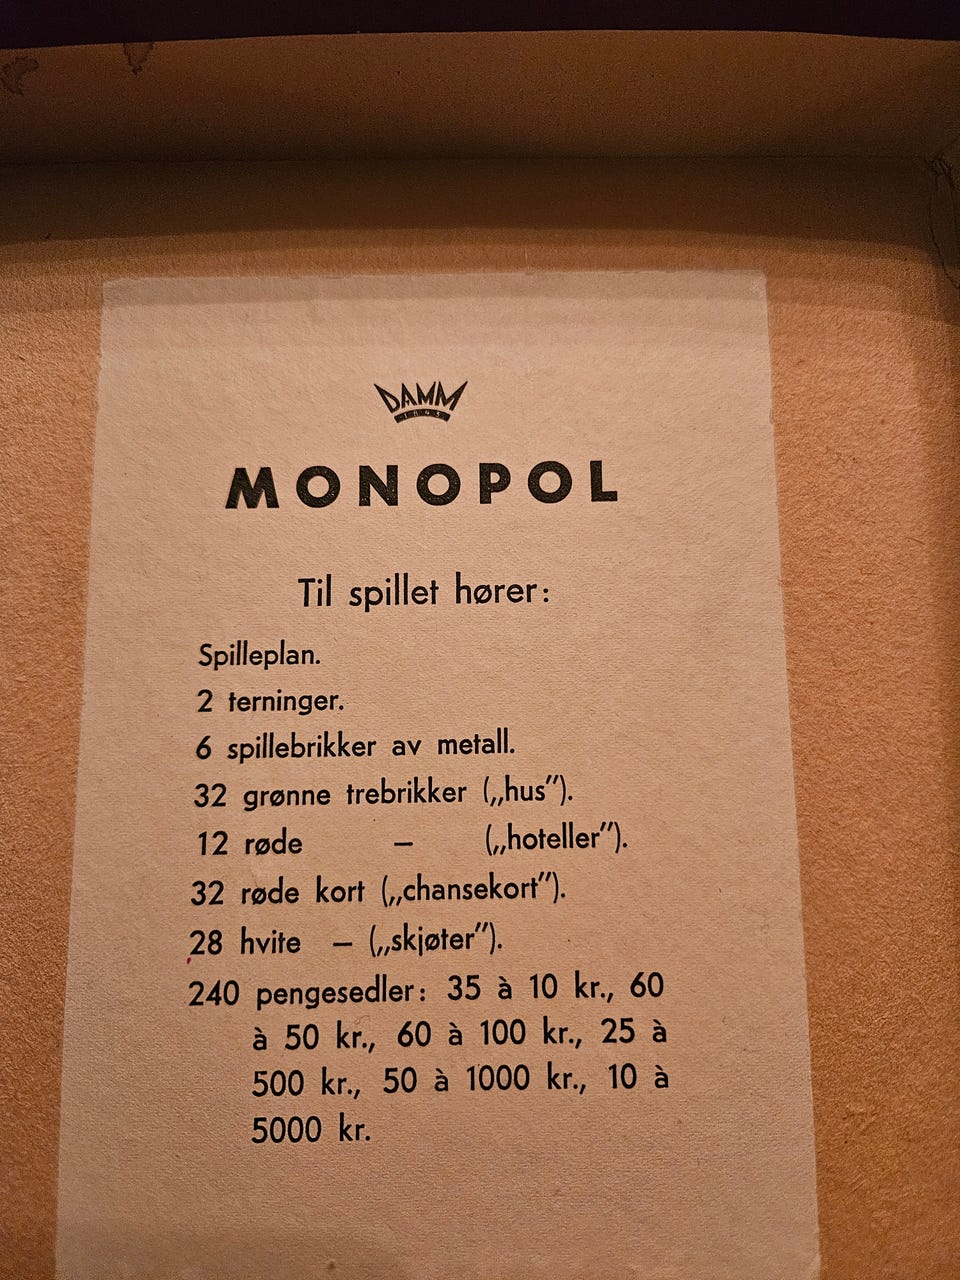 DAMM
1843
MONOPOL
Til spillet hører:
Spilleplan.
2 terninger.
6 spillebrikker av metall.
32 grønne trebrikker („hus”).
12 røde – („hoteller”).
32 røde kort („chansekort”).
28 hvite – („skjøter”).
240 pengesedler: 35 à 10 kr., 60
à 50 kr., 60 à 100 kr., 25 à
500 kr., 50 à 1000 kr., 10 à
5000 kr.